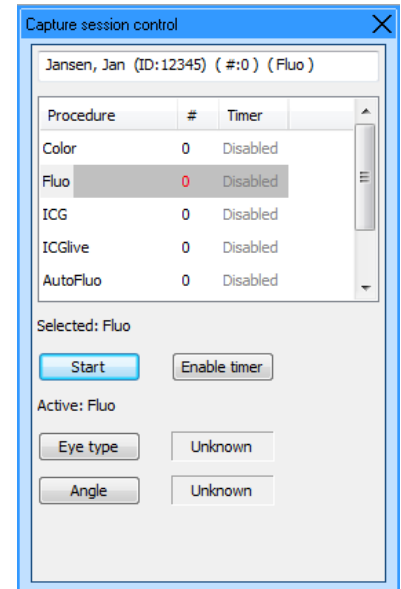 Capture session control
Jansen, Jan (ID:12345) ( #:0 ) ( Fluo )
Procedure # Timer
Color 0 Disabled
Fluo 0 Disabled
ICG 0 Disabled
ICGlive 0 Disabled
AutoFluo 0 Disabled
Selected: Fluo
Start Enable timer
Active: Fluo
Eye type Unknown
Angle Unknown